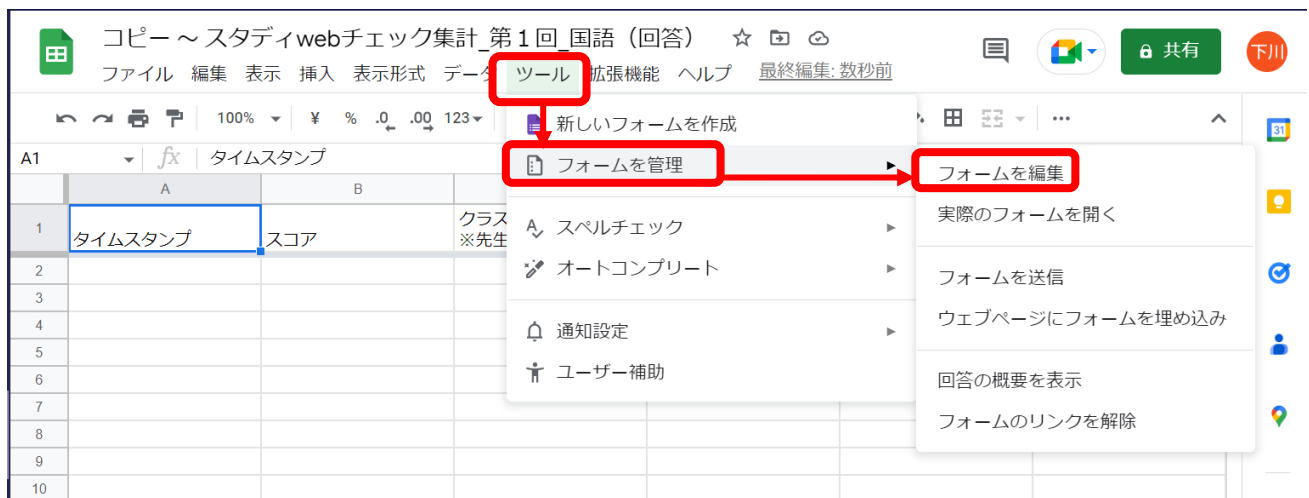 コピー ～ スタディwebチェック集計_第１回_国語（回答）
ファイル 編集 表示 挿入 表示形式 データ ツール 拡張機能 ヘルプ 最終編集: 数秒前
共有
下川
100% ¥ % .0 .00 123
31
A1 fx タイムスタンプ
A B
1 タイムスタンプ スコア クラス
※先生
2
3
4
5
6
7
8
9
10
新しいフォームを作成
フォームを管理
スペルチェック
オートコンプリート
通知設定
ユーザー補助
フォームを編集
実際のフォームを開く
フォームを送信
ウェブページにフォームを埋め込み
回答の概要を表示
フォームのリンクを解除